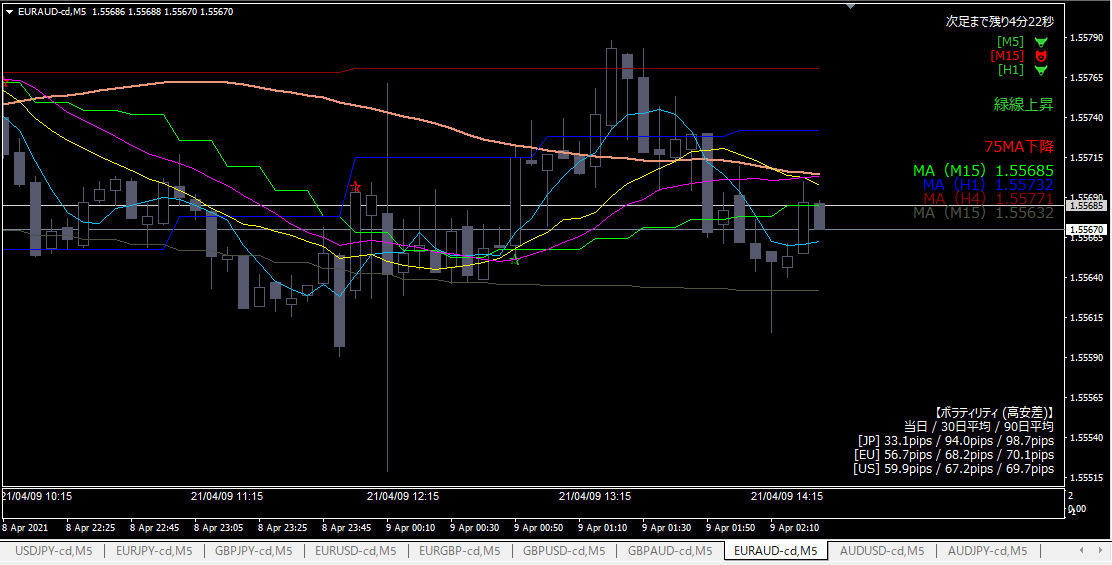 EURAUD-cd,M5 1.55686 1.55688 1.55670 1.55670
次足まで残り4分22秒
[M5]
[M15]
[H1]
緑線上昇
75MA下降
MA（M15）1.55685
MA（H1）1.55732
MA（H4）1.55771
MA（M15）1.55632
1.55790
1.55765
1.55740
1.55715
1.55690
1.55685
1.55670
1.55665
1.55640
1.55615
1.55590
1.55565
1.55540
1.55515
【ボラティリティ(高安差)】
当日 / 30日平均 / 90日平均
[JP] 33.1pips / 94.0pips / 98.7pips
[EU] 56.7pips / 68.2pips / 70.1pips
[US] 59.9pips / 67.2pips / 69.7pips
21/04/09 10:15 21/04/09 11:15 21/04/09 12:15 21/04/09 13:15 21/04/09 14:15
2
0.00
8 Apr 2021 8 Apr 22:25 8 Apr 22:45 8 Apr 23:05 8 Apr 23:25 8 Apr 23:45 9 Apr 00:10 9 Apr 00:30 9 Apr 00:50 9 Apr 01:10 9 Apr 01:30 9 Apr 01:50 9 Apr 02:10
USDJPY-cd,M5 EURJPY-cd,M5 GBPJPY-cd,M5 EURUSD-cd,M5 EURGBP-cd,M5 GBPUSD-cd,M5 GBPAUD-cd,M5 EURAUD-cd,M5 AUDUSD-cd,M5 AUDJPY-cd,M5